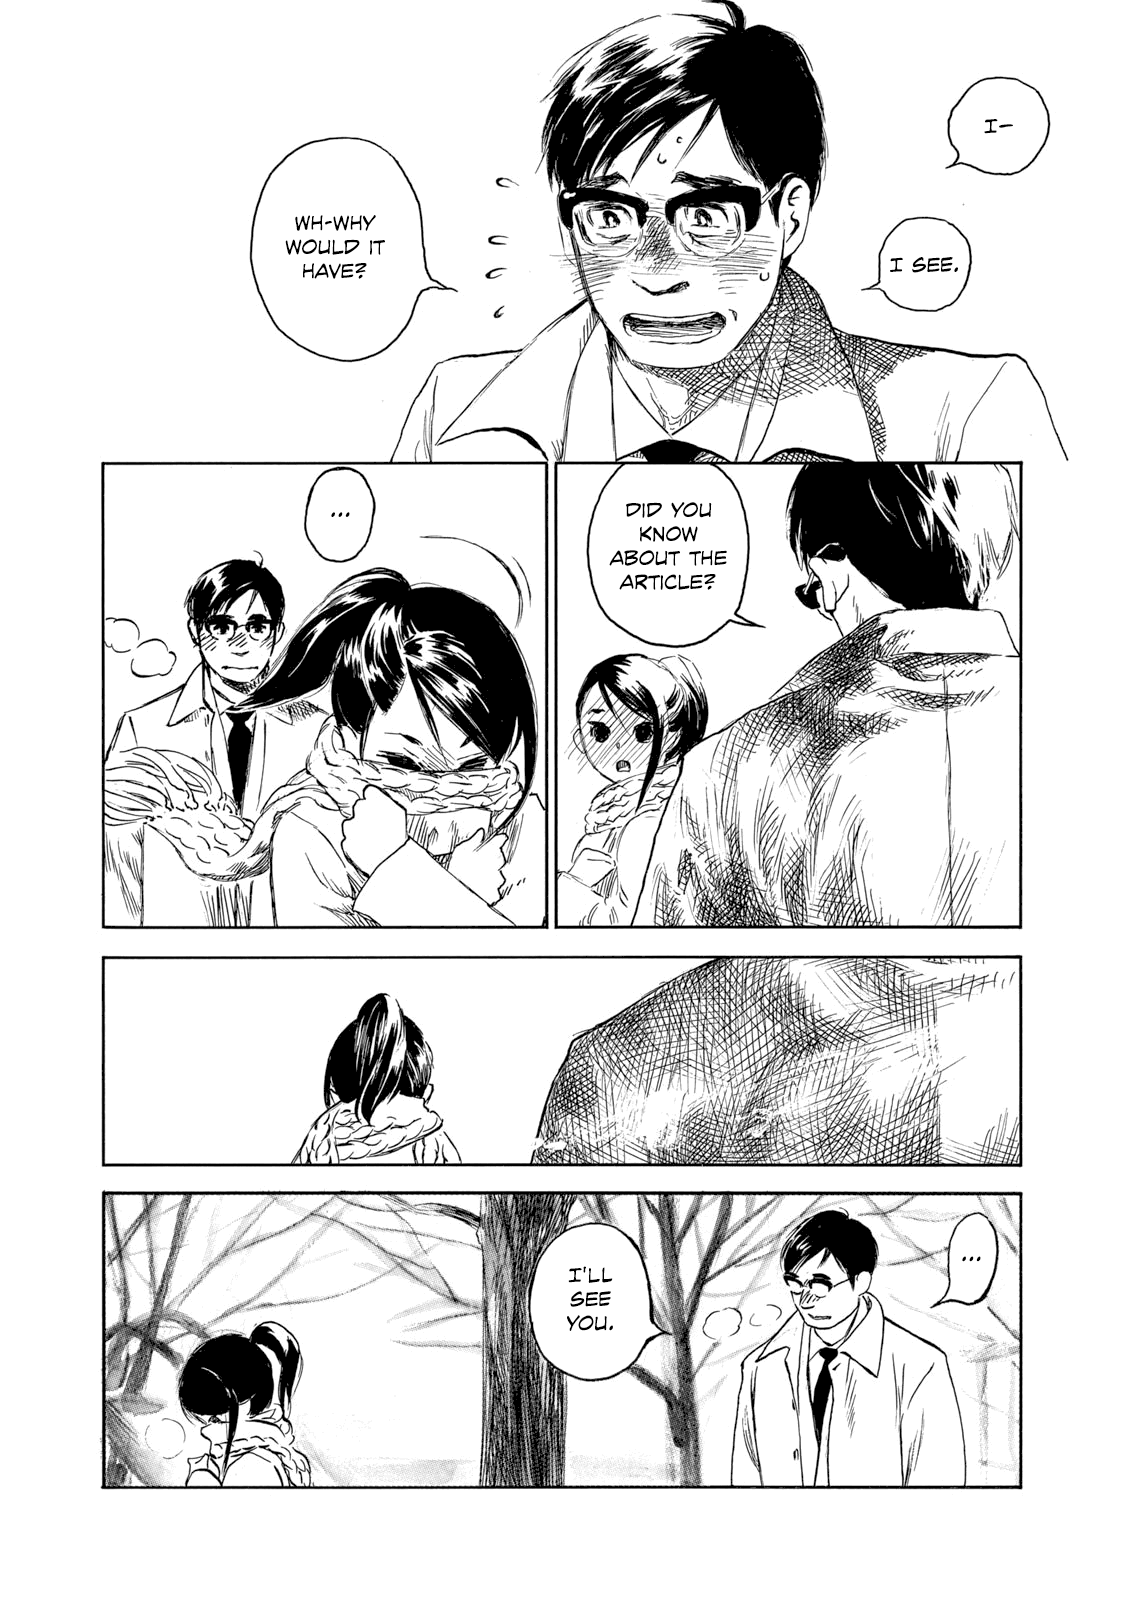 I-
I SEE.
WH-WHY
WOULD IT
HAVE?
DID YOU
KNOW
ABOUT THE
ARTICLE?
...
...
I'LL
SEE
YOU.